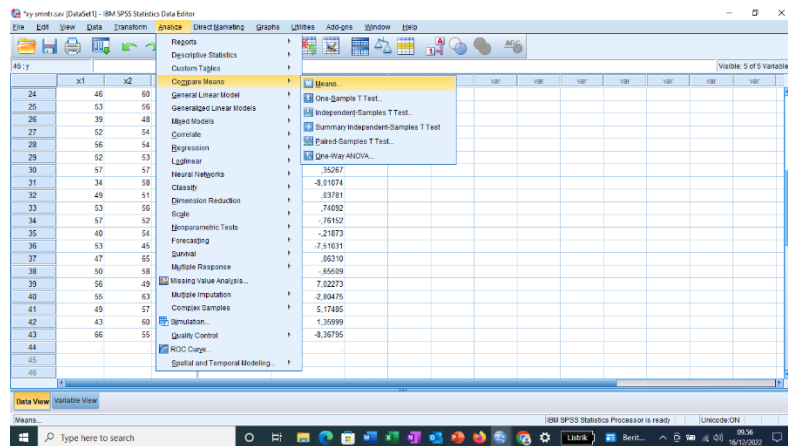 *xy smntr.sav [DataSet1] - IBM SPSS Statistics Data Editor
File Edit View Data Transform Analyze Direct Marketing Graphs Utilities Add-ons Window Help
46 : y
Visible: 5 of 5 Variable
x1 x2 var var var var var var
24 46 60
25 53 56
26 39 48
27 52 54
28 56 54
29 52 53
30 57 57 ,35267
31 34 58 -8,01074
32 49 51 ,03781
33 53 56 ,74092
34 57 52 -,76152
35 40 54 -,21873
36 53 45 -7,51031
37 47 65 ,06310
38 50 58 -,65509
39 56 49 7,02273
40 55 63 -2,80475
41 49 57 5,17485
42 43 60 1,35999
43 66 55 -8,36795
44
45
46
Reports
Descriptive Statistics
Custom Tables
Compare Means
General Linear Model
Generalized Linear Models
Mixed Models
Correlate
Regression
Loglinear
Neural Networks
Classify
Dimension Reduction
Scale
Nonparametric Tests
Forecasting
Survival
Multiple Response
Missing Value Analysis...
Multiple Imputation
Complex Samples
Simulation...
Quality Control
ROC Curve...
Spatial and Temporal Modeling...
Means...
One-Sample T Test...
Independent-Samples T Test...
Summary Independent-Samples T Test
Paired-Samples T Test...
One-Way ANOVA...
Data View Variable View
Means...
IBM SPSS Statistics Processor is ready
Unicode:ON
Type here to search
Listrik
Berit...
09.56
16/12/2022